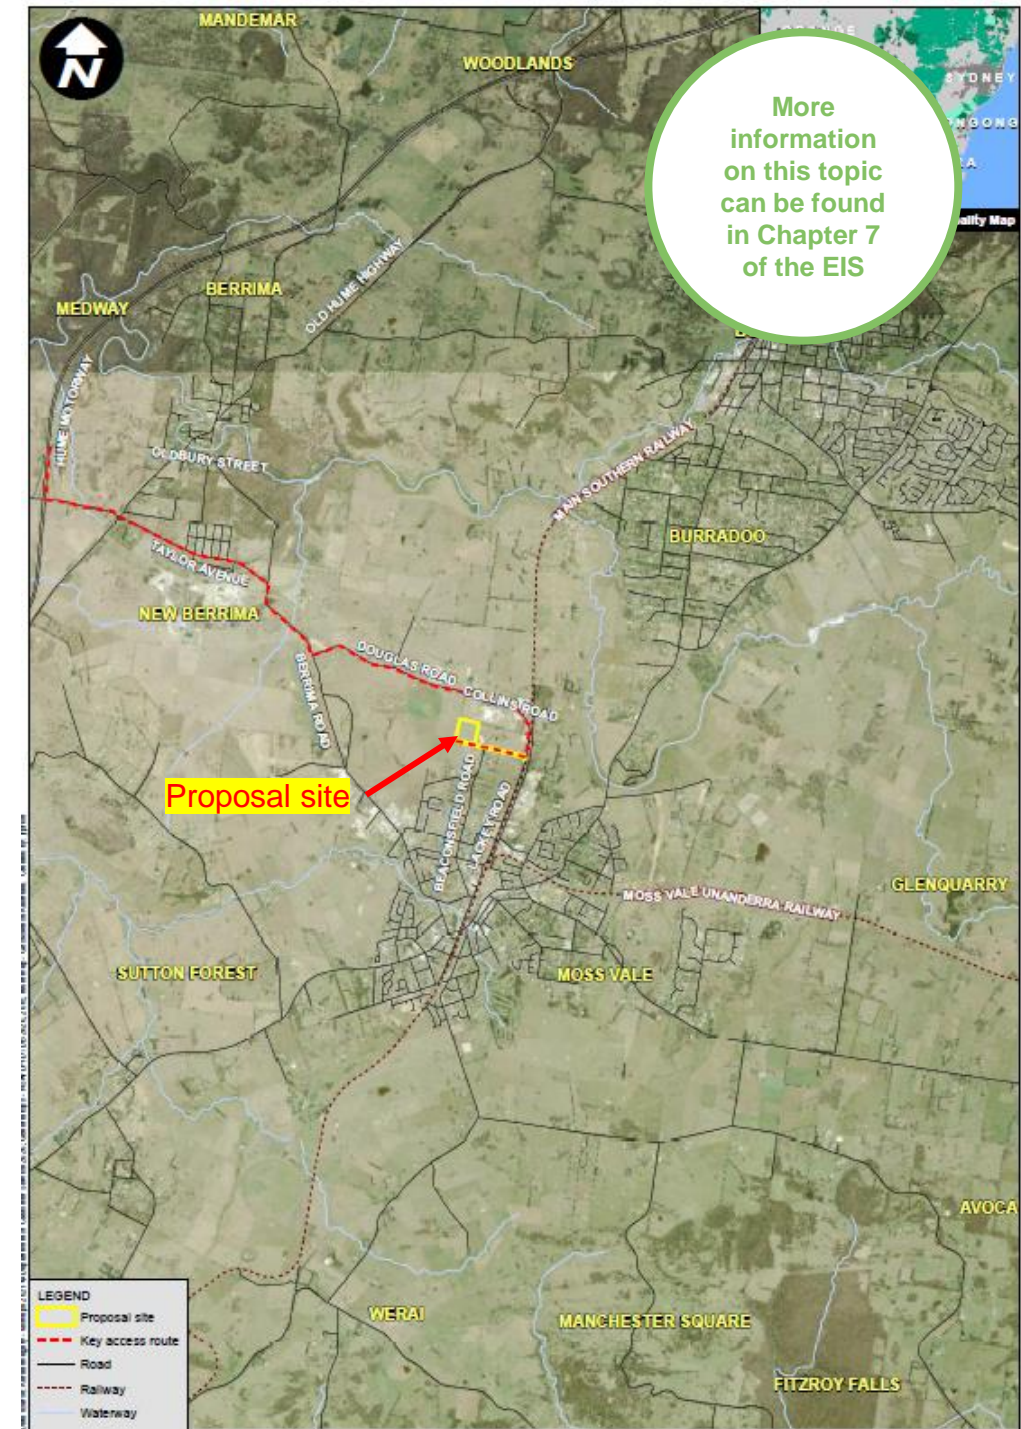 MANDEMAR
N
WOODLANDS
SYDNEY
More
information
on this topic
can be found
in Chapter 7
of the EIS
ality Map
BERRIMA
MEDWAY
OLD HUME HIGHWAY
HUME MOTORWAY
OLDBURY STREET
MAIN SOUTHERN RAILWAY
BURRADOO
TAYLOR AVENUE
NEW BERRIMA
DOUGLAS ROAD
COLLINS ROAD
BERRIMA ROAD
Proposal site
BEACONSFIELD ROAD
LACKEY ROAD
MOSS VALE UNANDERRA RAILWAY
GLENQUARRY
SUTTON FOREST
MOSS VALE
AVOCA
WERAI
MANCHESTER SQUARE
FITZROY FALLS
LEGEND
Proposal site
Key access route
Road
Railway
Waterway